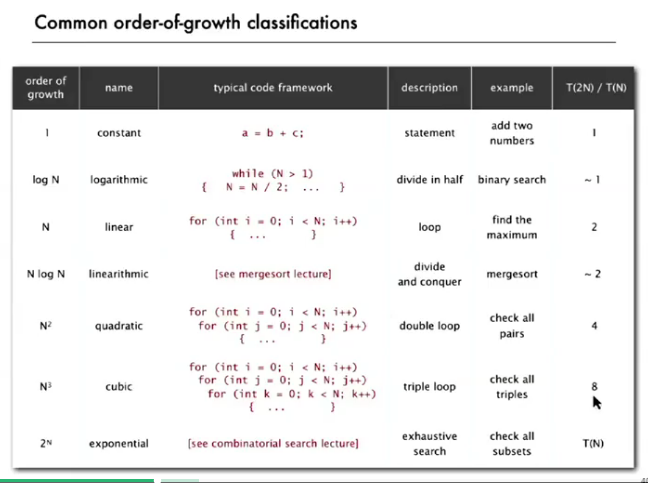 Common order-of-growth classifications
order of growth name typical code framework description example T(2N) / T(N)
1 constant a = b + c; statement add two numbers 1
log N logarithmic while (N > 1)
{ N = N / 2; ... } divide in half binary search ~ 1
N linear for (int i = 0; i < N; i++)
{ ... } loop find the maximum 2
N log N linearithmic [see mergesort lecture] divide and conquer mergesort ~ 2
N² quadratic for (int i = 0; i < N; i++)
for (int j = 0; j < N; j++)
{ ... } double loop check all pairs 4
N³ cubic for (int i = 0; i < N; i++)
for (int j = 0; j < N; j++)
for (int k = 0; k < N; k++)
{ ... } triple loop check all triples 8
2ᴺ exponential [see combinatorial search lecture] exhaustive search check all subsets T(N)